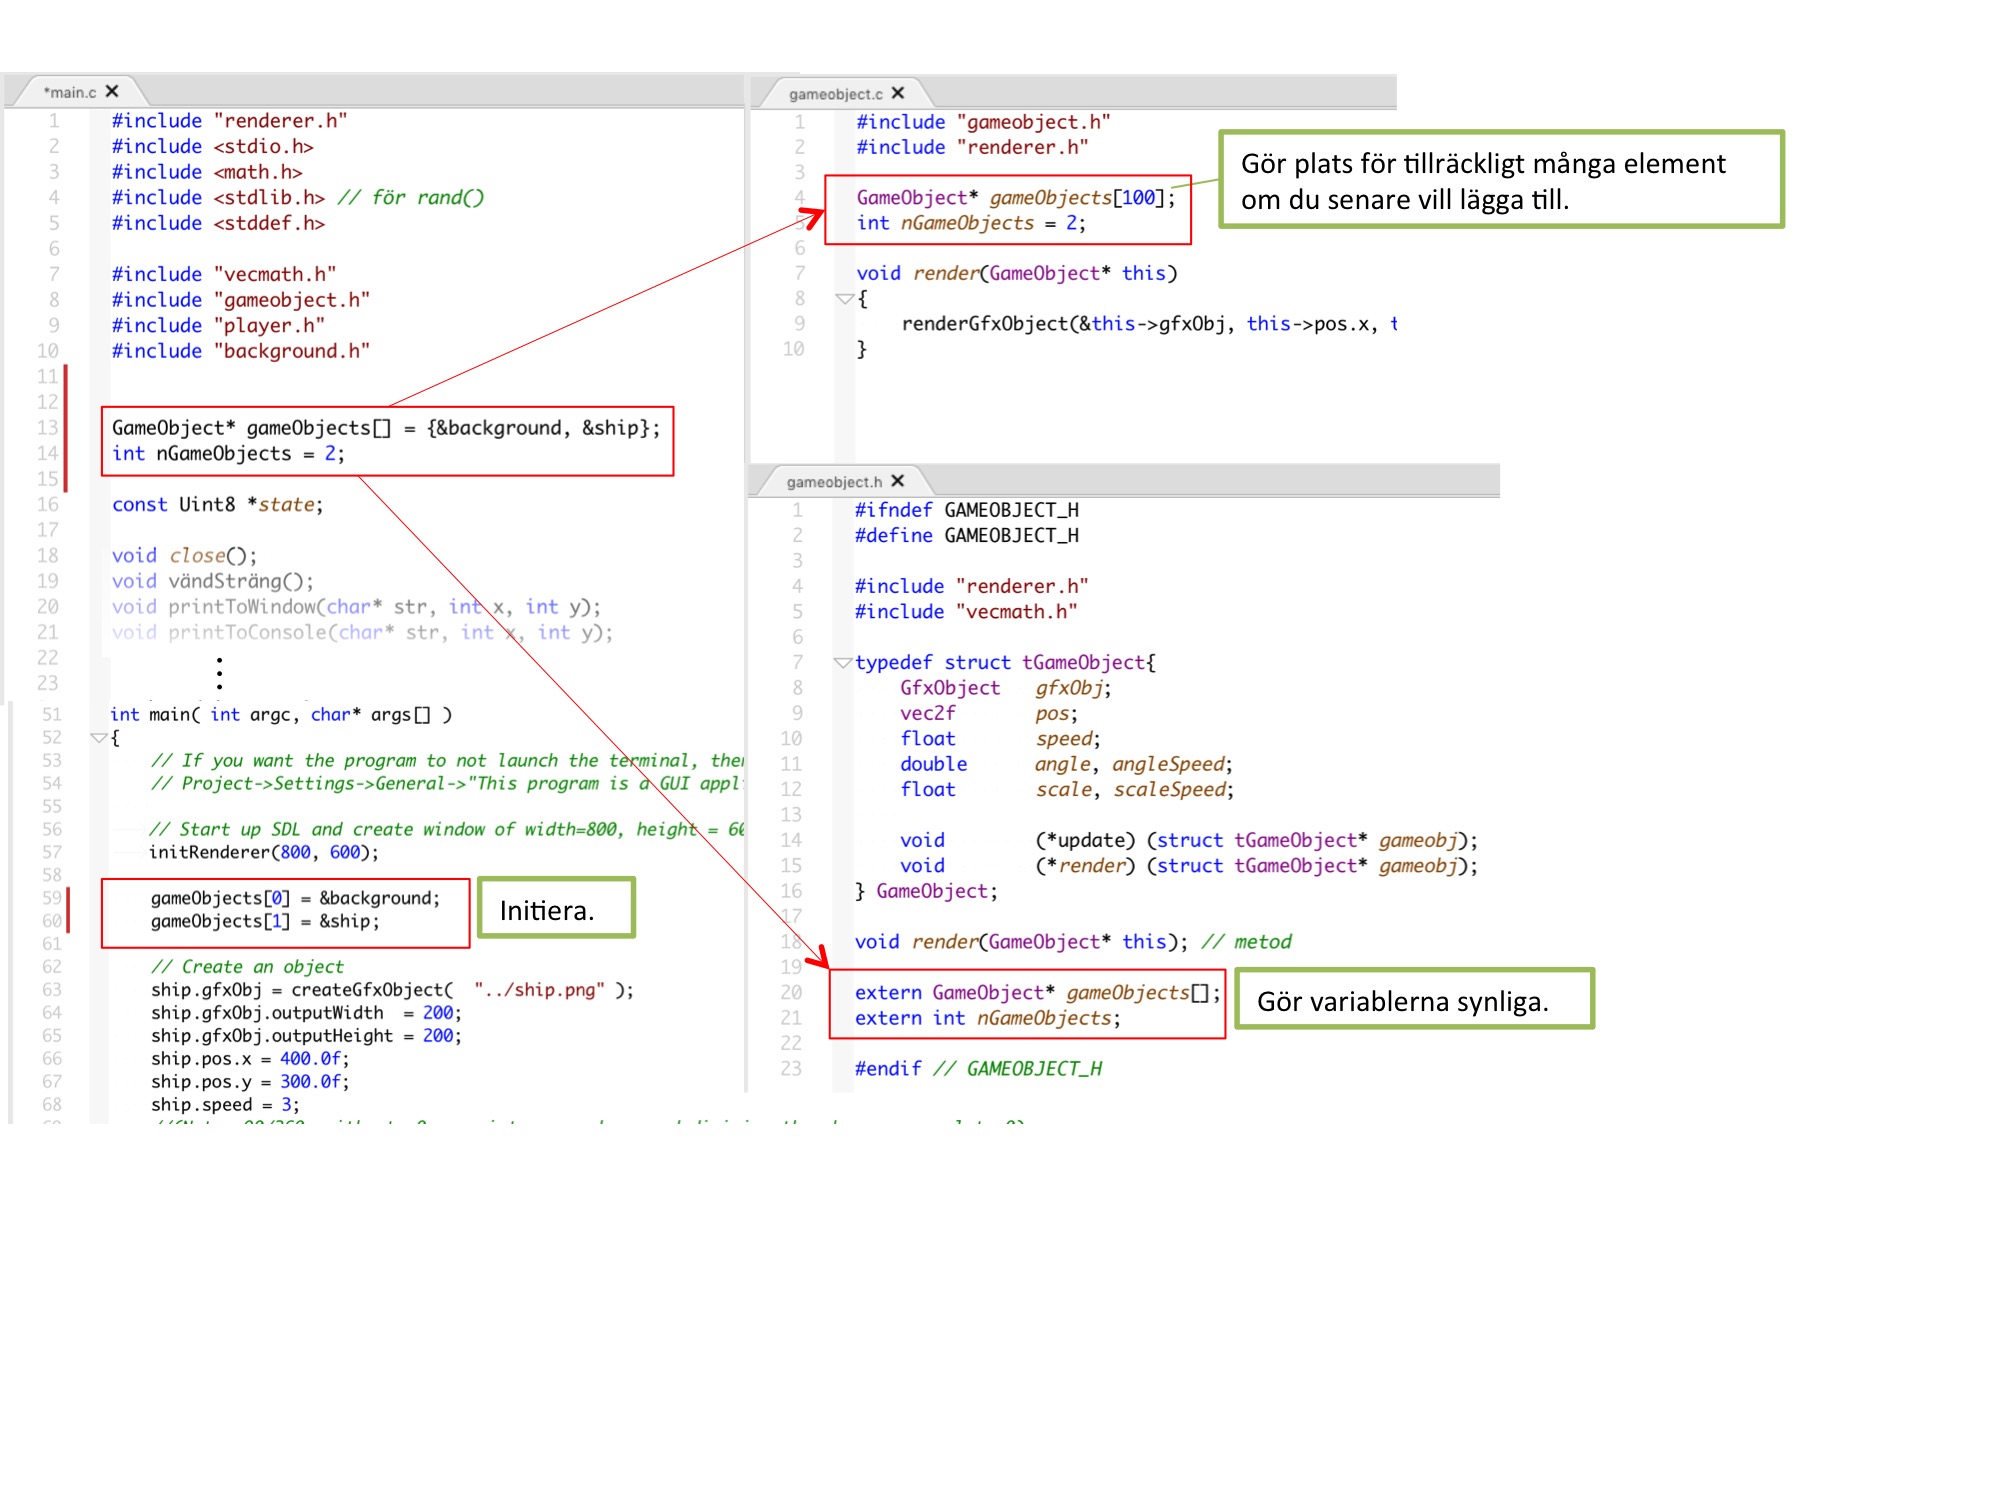 *main.c ✕
1 #include "renderer.h"
2 #include <stdio.h>
3 #include <math.h>
4 #include <stdlib.h> // för rand()
5 #include <stddef.h>
6
7 #include "vecmath.h"
8 #include "gameobject.h"
9 #include "player.h"
10 #include "background.h"
11
12
13 GameObject* gameObjects[] = {&background, &ship};
14 int nGameObjects = 2;
15
16 const Uint8 *state;
17
18 void close();
19 void vändSträng();
20 void printToWindow(char* str, int x, int y);
21 void printToConsole(char* str, int x, int y);
22
23
51 int main( int argc, char* args[] )
52 {
53 // If you want the program to not launch the terminal, then
54 // Project->Settings->General->"This program is a GUI appl
55
56 // Start up SDL and create window of width=800, height = 60
57 initRenderer(800, 600);
58
59 gameObjects[0] = &background;
60 gameObjects[1] = &ship;
61
62 // Create an object
63 ship.gfxObj = createGfxObject( "../ship.png" );
64 ship.gfxObj.outputWidth = 200;
65 ship.gfxObj.outputHeight = 200;
66 ship.pos.x = 400.0f;
67 ship.pos.y = 300.0f;
68 ship.speed = 3;
Initiera.
gameobject.c ✕
1 #include "gameobject.h"
2 #include "renderer.h"
3
4 GameObject* gameObjects[100];
5 int nGameObjects = 2;
6
7 void render(GameObject* this)
8 {
9 renderGfxObject(&this->gfxObj, this->pos.x, t
10 }
Gör plats för tillräckligt många element
om du senare vill lägga till.
gameobject.h ✕
1 #ifndef GAMEOBJECT_H
2 #define GAMEOBJECT_H
3
4 #include "renderer.h"
5 #include "vecmath.h"
6
7 typedef struct tGameObject{
8 GfxObject gfxObj;
9 vec2f pos;
10 float speed;
11 double angle, angleSpeed;
12 float scale, scaleSpeed;
13
14 void (*update) (struct tGameObject* gameobj);
15 void (*render) (struct tGameObject* gameobj);
16 } GameObject;
17
18 void render(GameObject* this); // metod
19
20 extern GameObject* gameObjects[];
21 extern int nGameObjects;
22
23 #endif // GAMEOBJECT_H
Gör variablerna synliga.